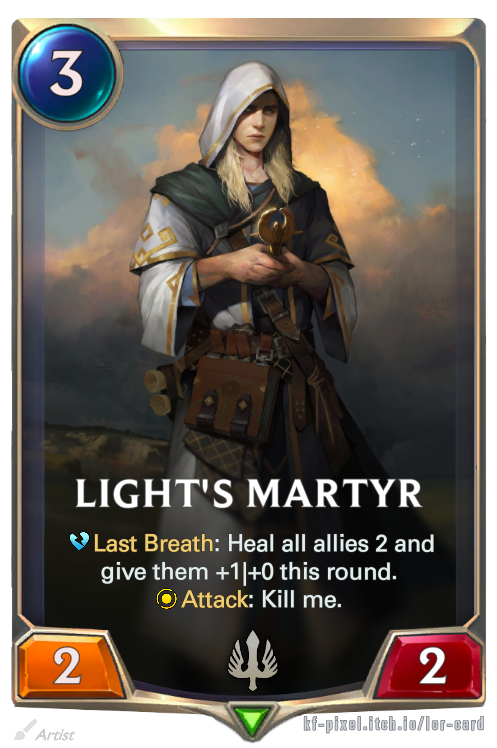 3
LIGHT'S MARTYR
Last Breath: Heal all allies 2 and
give them +1|+0 this round.
Attack: Kill me.
2
2
Artist
kf-pixel.itch.io/lor-card